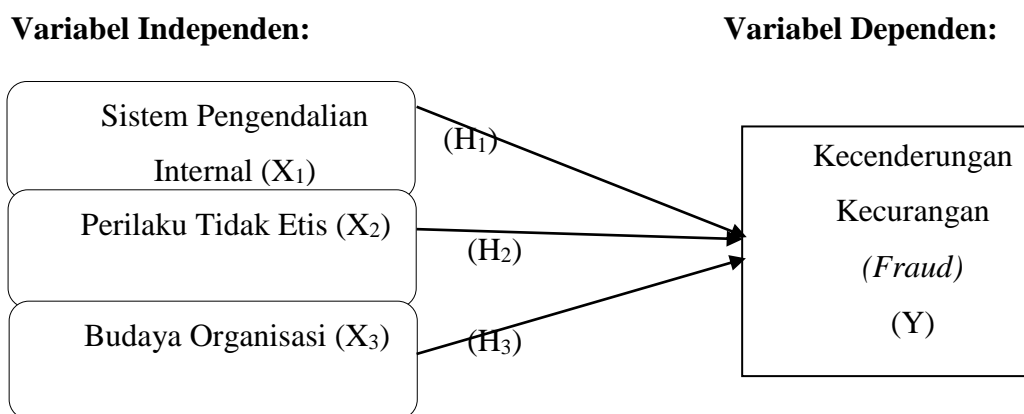 Variabel Independen:
Variabel Dependen:
Sistem Pengendalian
Internal (X₁)
(H₁)
Perilaku Tidak Etis (X₂)
(H₂)
Budaya Organisasi (X₃)
(H₃)
Kecenderungan
Kecurangan
(Fraud)
(Y)